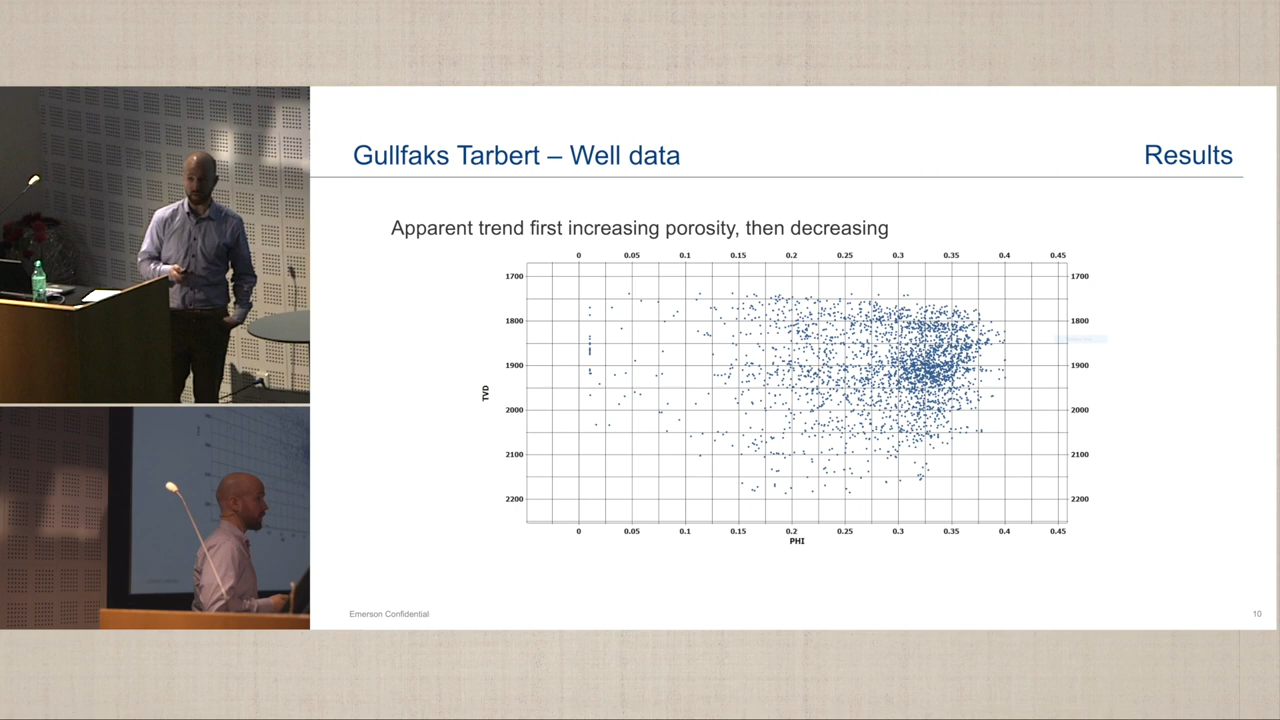 Gullfaks Tarbert – Well data
Results
Apparent trend first increasing porosity, then decreasing
0 0.05 0.1 0.15 0.2 0.25 0.3 0.35 0.4 0.45
1700 1700
1800 1800
1900 1900
TVD
2000 2000
2100 2100
2200 2200
0 0.05 0.1 0.15 0.2 0.25 0.3 0.35 0.4 0.45
PHI
Emerson Confidential
10